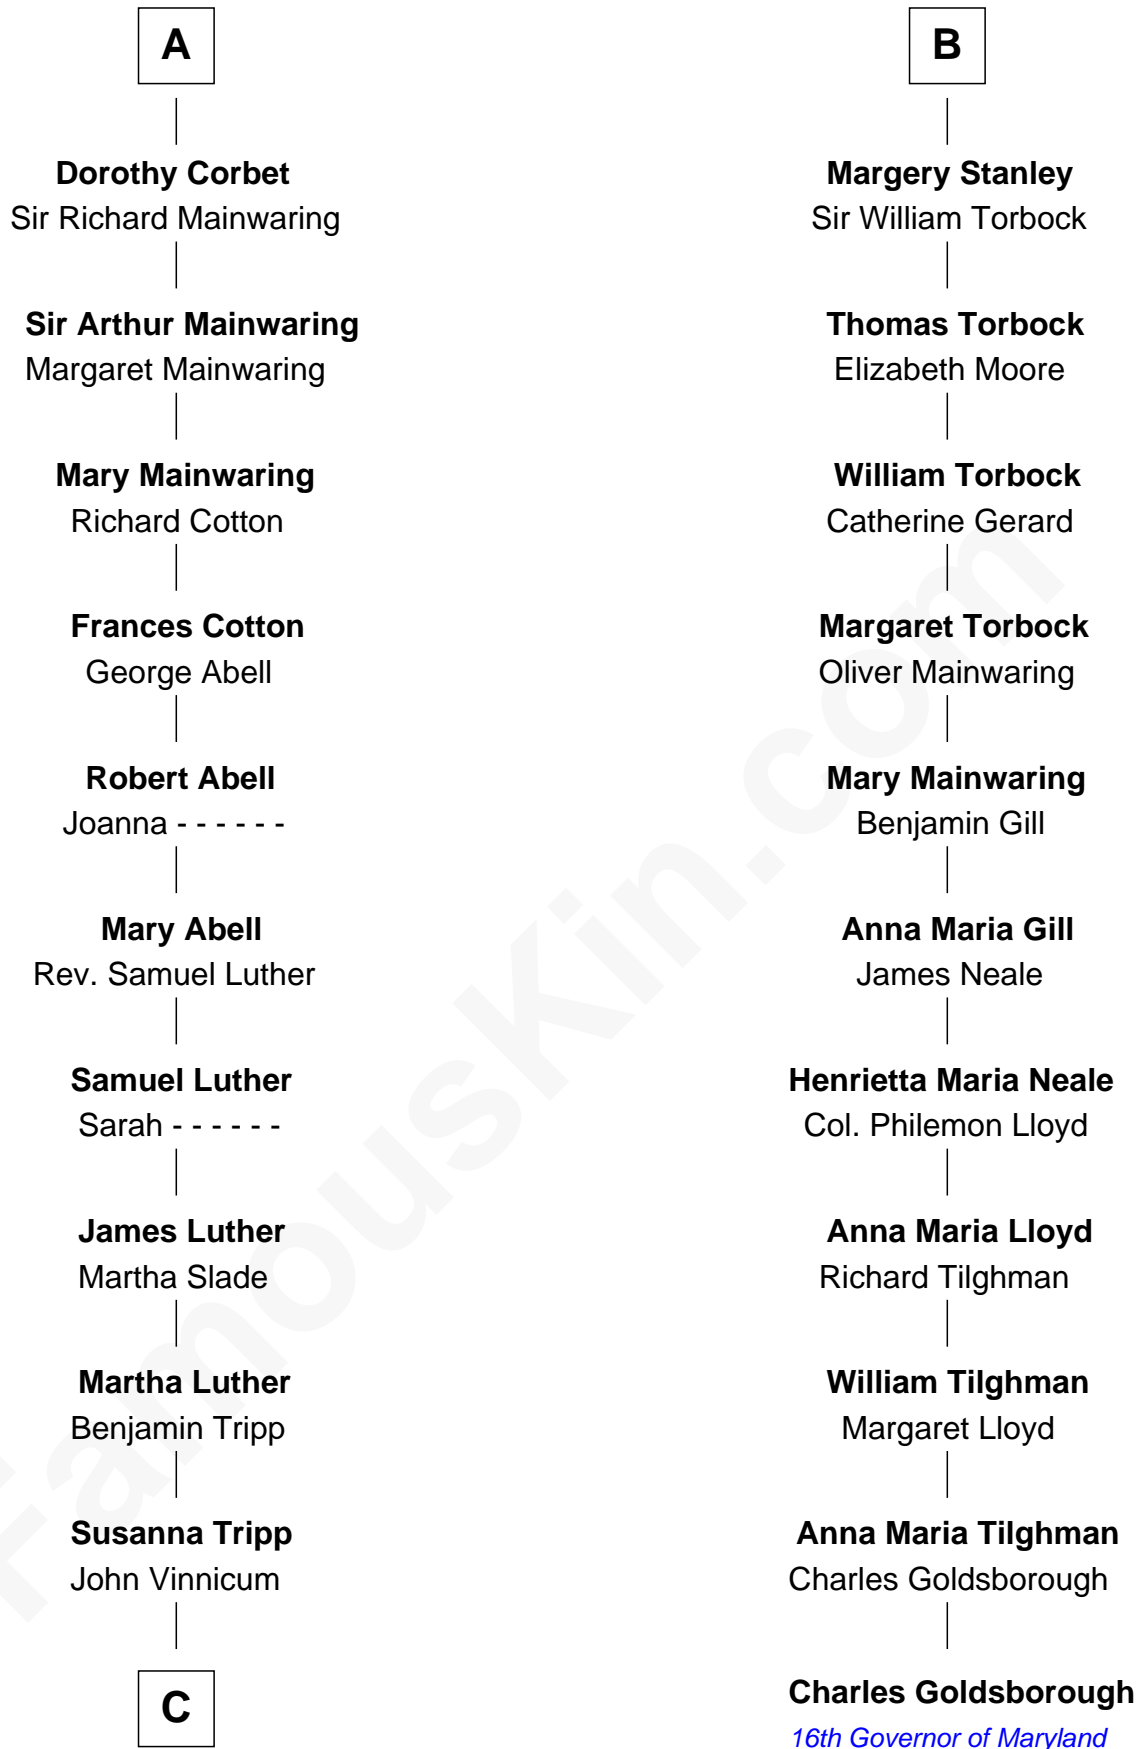 A
Dorothy Corbet
Sir Richard Mainwaring
Sir Arthur Mainwaring
Margaret Mainwaring
Mary Mainwaring
Richard Cotton
Frances Cotton
George Abell
Robert Abell
Joanna - - - - - -
Mary Abell
Rev. Samuel Luther
Samuel Luther
Sarah - - - - - -
James Luther
Martha Slade
Martha Luther
Benjamin Tripp
Susanna Tripp
John Vinnicum
C
B
Margery Stanley
Sir William Torbock
Thomas Torbock
Elizabeth Moore
William Torbock
Catherine Gerard
Margaret Torbock
Oliver Mainwaring
Mary Mainwaring
Benjamin Gill
Anna Maria Gill
James Neale
Henrietta Maria Neale
Col. Philemon Lloyd
Anna Maria Lloyd
Richard Tilghman
William Tilghman
Margaret Lloyd
Anna Maria Tilghman
Charles Goldsborough
Charles Goldsborough
16th Governor of Maryland
FamousKin.com